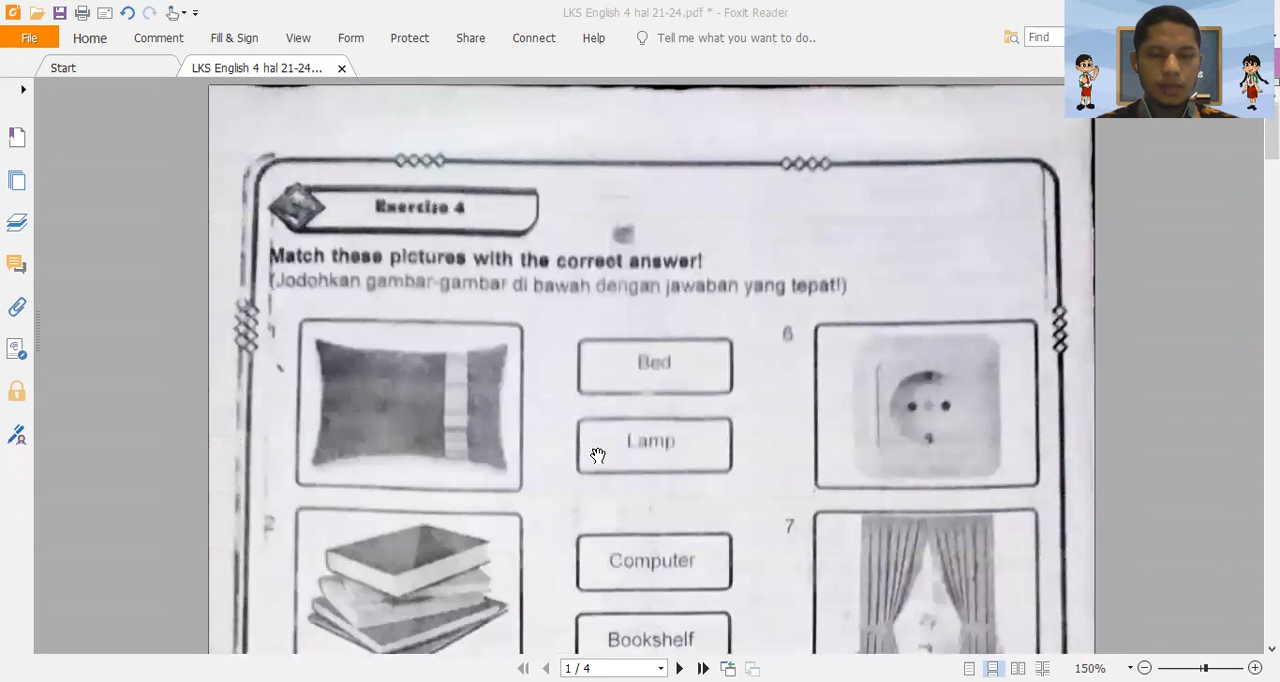 LKS English 4 hal 21-24.pdf * - Foxit Reader
File
Home
Comment
Fill & Sign
View
Form
Protect
Share
Connect
Help
Tell me what you want to do..
Find
Start
LKS English 4 hal 21-24...
Exercise 4
Match these pictures with the correct answer!
(Jodohkan gambar-gambar di bawah dengan jawaban yang tepat!)
Bed
6
Lamp
2
7
Computer
Bookshelf
1 / 4
150%